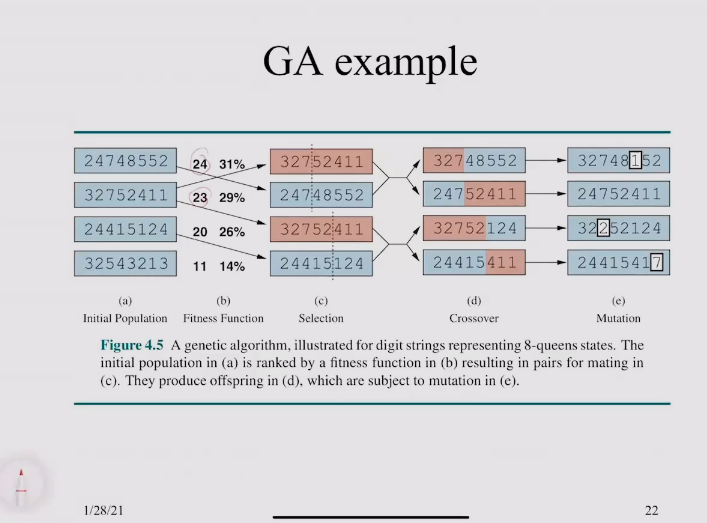 GA example
24748552 24 31% 32752411 32748552 32748152
32752411 23 29% 24748552 24752411 24752411
24415124 20 26% 32752411 32752124 32252124
32543213 11 14% 24415124 24415411 24415417
(a) (b) (c) (d) (e)
Initial Population Fitness Function Selection Crossover Mutation
Figure 4.5 A genetic algorithm, illustrated for digit strings representing 8-queens states. The
initial population in (a) is ranked by a fitness function in (b) resulting in pairs for mating in
(c). They produce offspring in (d), which are subject to mutation in (e).
1/28/21 22